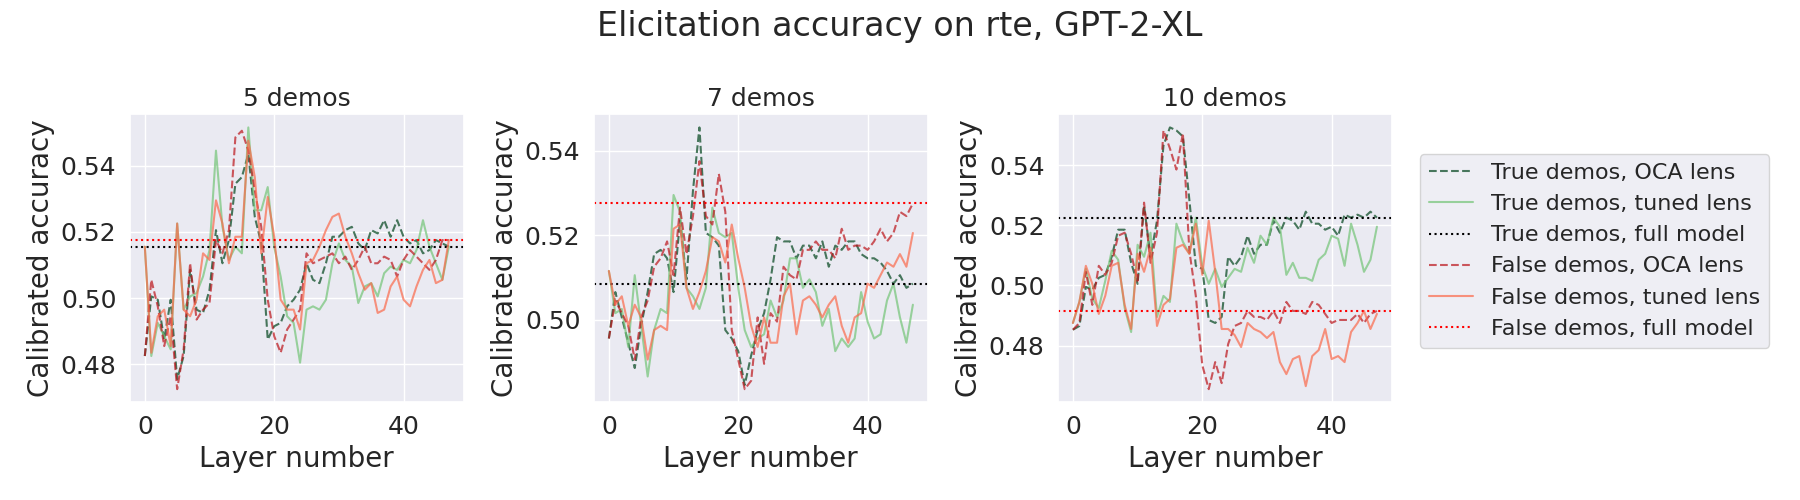 Elicitation accuracy on rte, GPT-2-XL
5 demos
Calibrated accuracy
0.54
0.52
0.50
0.48
0
20
40
Layer number
7 demos
Calibrated accuracy
0.54
0.52
0.50
0
20
40
Layer number
10 demos
Calibrated accuracy
0.54
0.52
0.50
0.48
0
20
40
Layer number
True demos, OCA lens
True demos, tuned lens
True demos, full model
False demos, OCA lens
False demos, tuned lens
False demos, full model